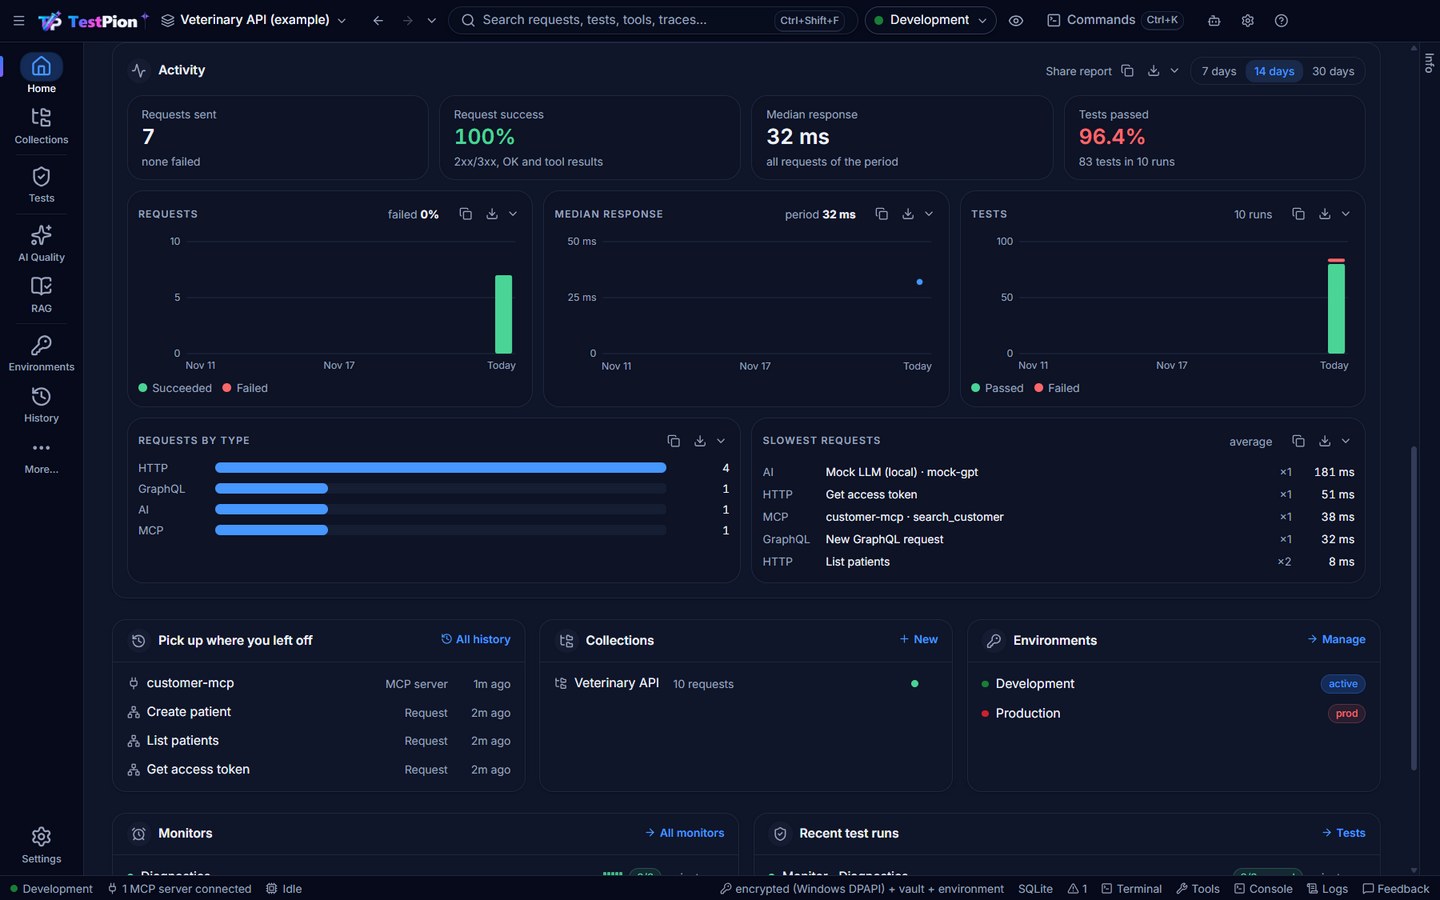 TestPion
Veterinary API (example)
Search requests, tests, tools, traces...
Ctrl+Shift+F
Development
Commands
Ctrl+K
Info
Home
Collections
Tests
AI Quality
RAG
Environments
History
More...
Settings
Activity
Share report
7 days 14 days 30 days
Requests sent
7
none failed
Request success
100%
2xx/3xx, OK and tool results
Median response
32 ms
all requests of the period
Tests passed
96.4%
83 tests in 10 runs
REQUESTS
failed 0%
10
5
0
Nov 11 Nov 17 Today
Succeeded Failed
MEDIAN RESPONSE
period 32 ms
50 ms
25 ms
0
Nov 11 Nov 17 Today
TESTS
10 runs
100
50
0
Nov 11 Nov 17 Today
Passed Failed
REQUESTS BY TYPE
HTTP 4
GraphQL 1
AI 1
MCP 1
SLOWEST REQUESTS
average
AI Mock LLM (local) · mock-gpt ×1 181 ms
HTTP Get access token ×1 51 ms
MCP customer-mcp · search_customer ×1 38 ms
GraphQL New GraphQL request ×1 32 ms
HTTP List patients ×2 8 ms
Pick up where you left off
All history
customer-mcp MCP server 1m ago
Create patient Request 2m ago
List patients Request 2m ago
Get access token Request 2m ago
Collections
+ New
Veterinary API 10 requests
Environments
→ Manage
Development active
Production prod
Monitors
→ All monitors
Recent test runs
→ Tests
Development
1 MCP server connected
Idle
encrypted (Windows DPAPI) + vault + environment
SQLite
1
Terminal
Tools
Console
Logs
Feedback